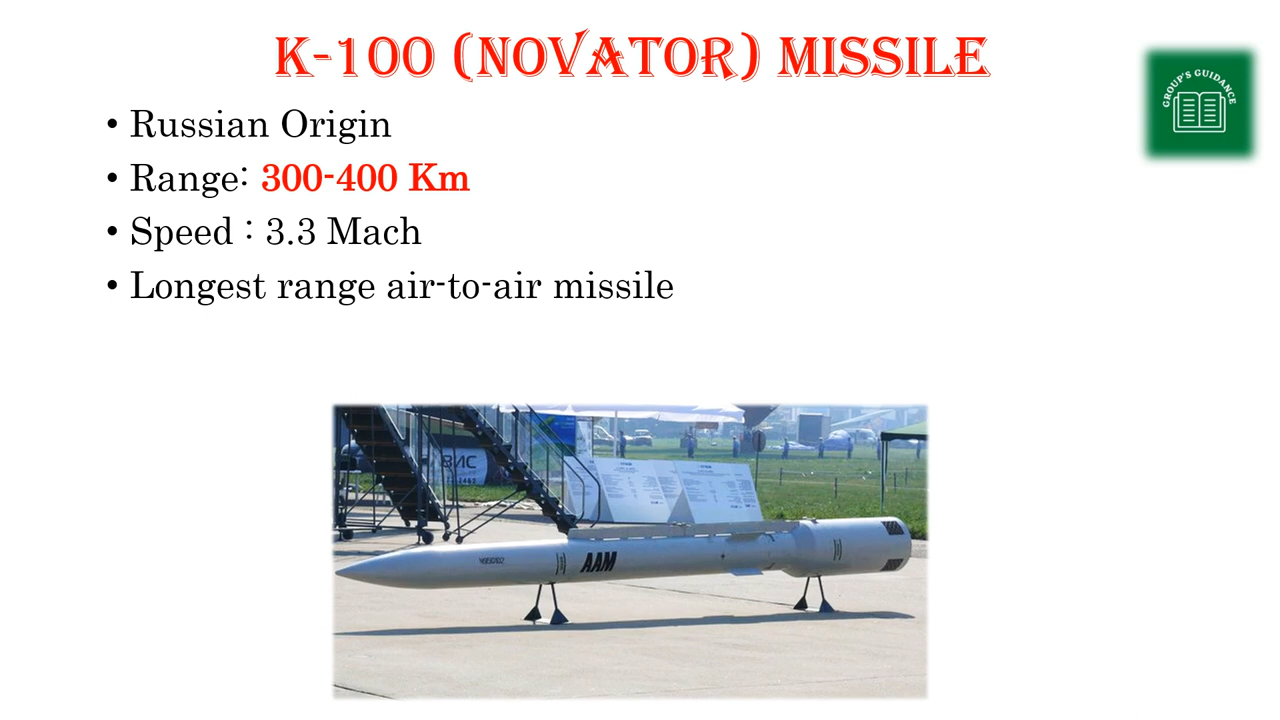 K-100 (NOVATOR) MISSILE
GROUP'S GUIDANCE
• Russian Origin
• Range: 300-400 Km
• Speed : 3.3 Mach
• Longest range air-to-air missile
AAM